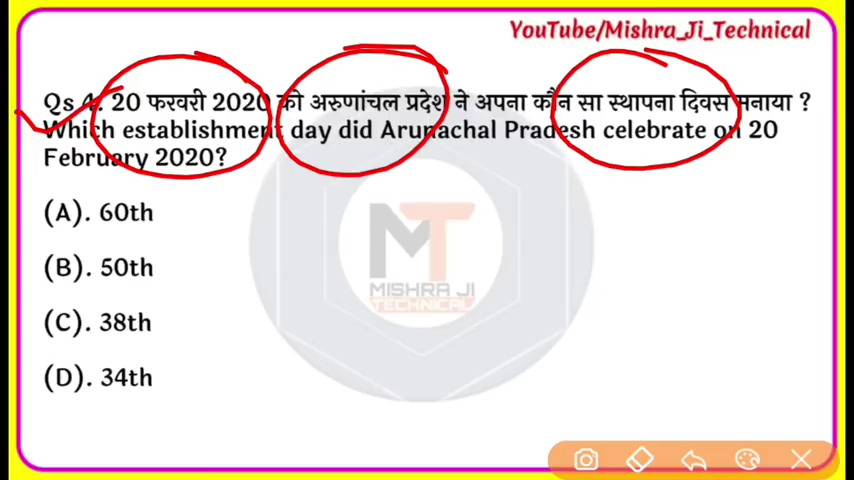 YouTube/Mishra_Ji_Technical
Qs 4. 20 फरवरी 2020 को अरुणांचल प्रदेश ने अपना कौन सा स्थापना दिवस मनाया ?
Which establishment day did Arunachal Pradesh celebrate on 20
February 2020?
(A). 60th
(B). 50th
MT
MISHRA JI
TECHNICAL
(C). 38th
(D). 34th